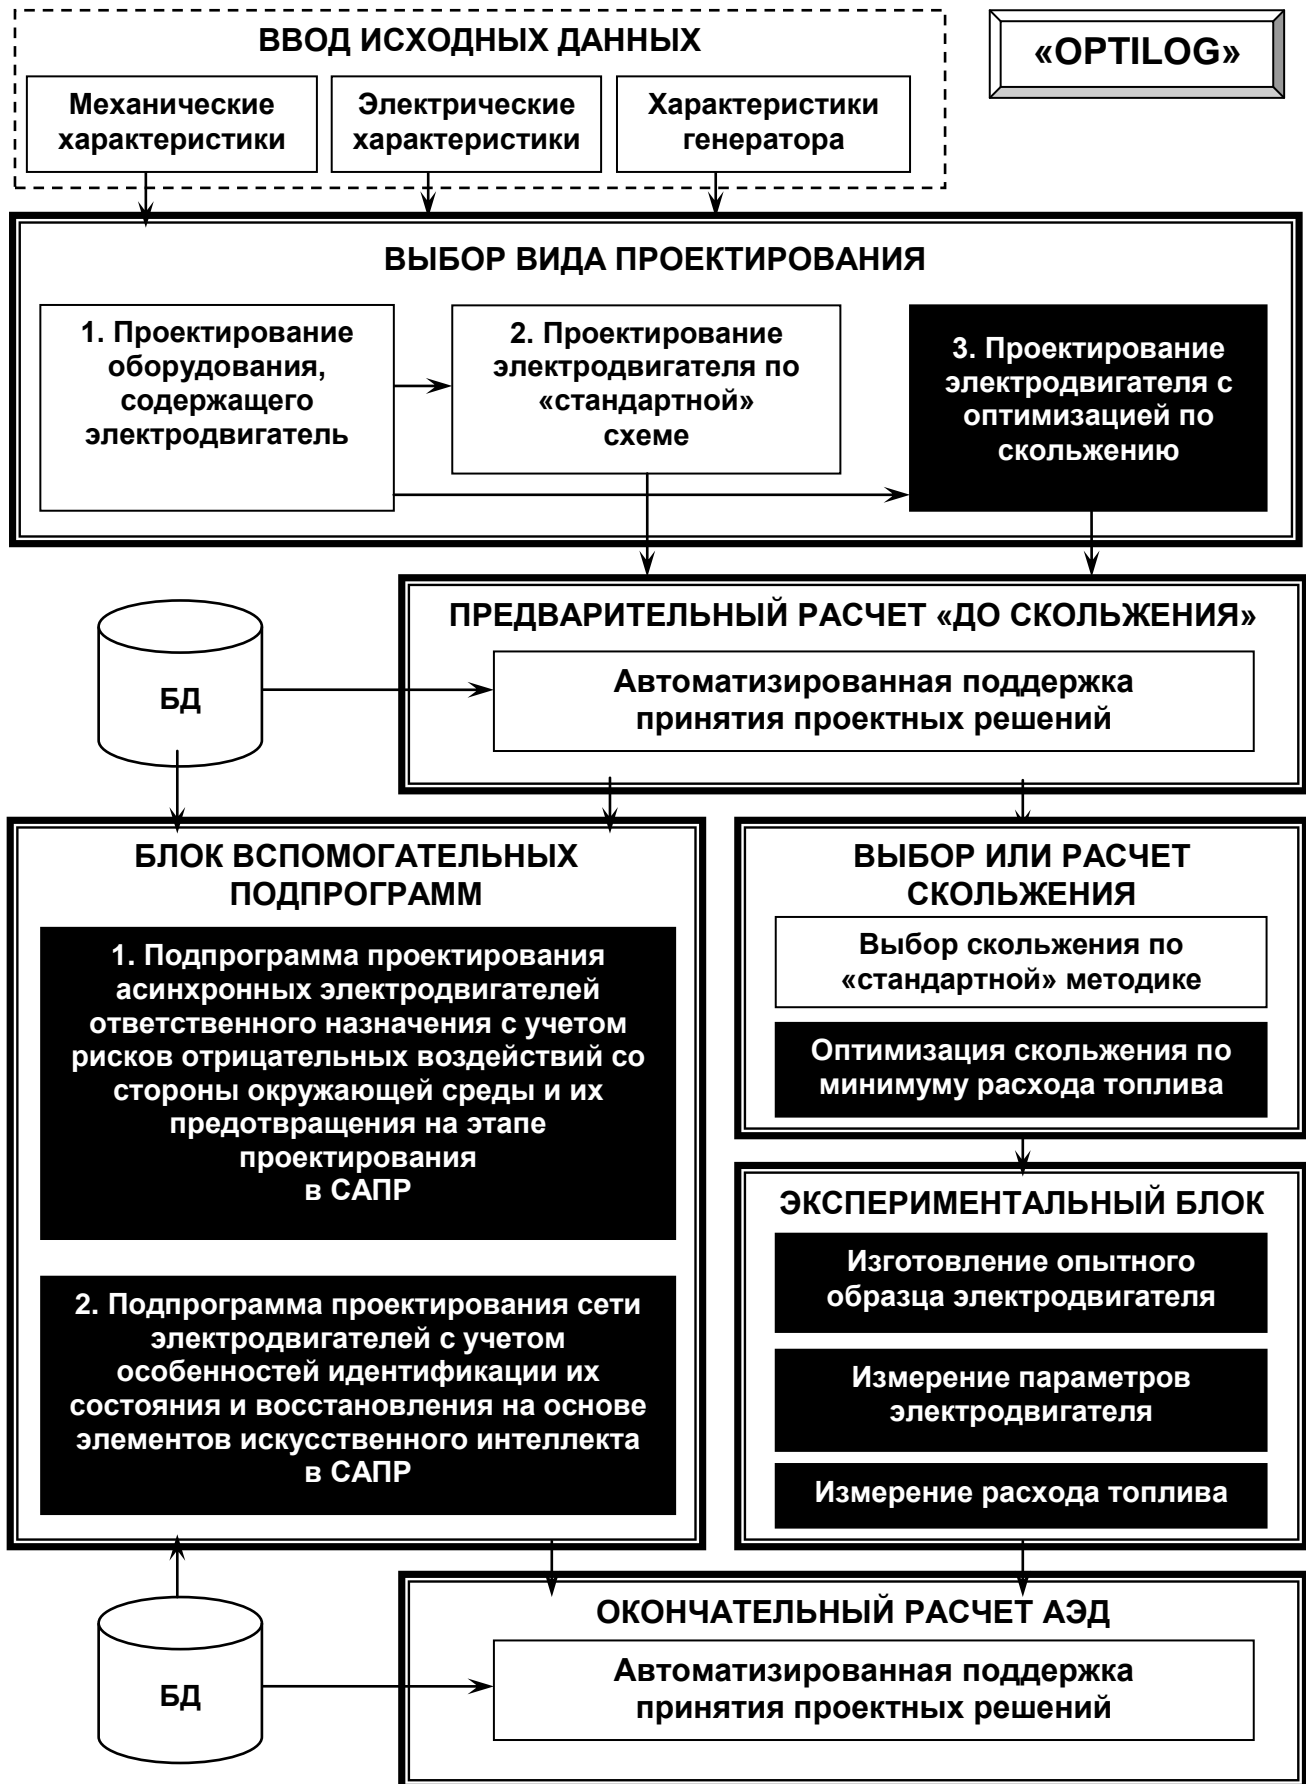 ВВОД ИСХОДНЫХ ДАННЫХ
«OPTILOG»
Механические
характеристики
Электрические
характеристики
Характеристики
генератора
ВЫБОР ВИДА ПРОЕКТИРОВАНИЯ
1. Проектирование
оборудования,
содержащего
электродвигатель
2. Проектирование
электродвигателя по
«стандартной»
схеме
3. Проектирование
электродвигателя с
оптимизацией по
скольжению
ПРЕДВАРИТЕЛЬНЫЙ РАСЧЕТ «ДО СКОЛЬЖЕНИЯ»
БД
Автоматизированная поддержка
принятия проектных решений
БЛОК ВСПОМОГАТЕЛЬНЫХ
ПОДПРОГРАММ
1. Подпрограмма проектирования
асинхронных электродвигателей
ответственного назначения с учетом
рисков отрицательных воздействий со
стороны окружающей среды и их
предотвращения на этапе
проектирования
в САПР
2. Подпрограмма проектирования сети
электродвигателей с учетом
особенностей идентификации их
состояния и восстановления на основе
элементов искусственного интеллекта
в САПР
ВЫБОР ИЛИ РАСЧЕТ
СКОЛЬЖЕНИЯ
Выбор скольжения по
«стандартной» методике
Оптимизация скольжения по
минимуму расхода топлива
ЭКСПЕРИМЕНТАЛЬНЫЙ БЛОК
Изготовление опытного
образца электродвигателя
Измерение параметров
электродвигателя
Измерение расхода топлива
ОКОНЧАТЕЛЬНЫЙ РАСЧЕТ АЭД
БД
Автоматизированная поддержка
принятия проектных решений